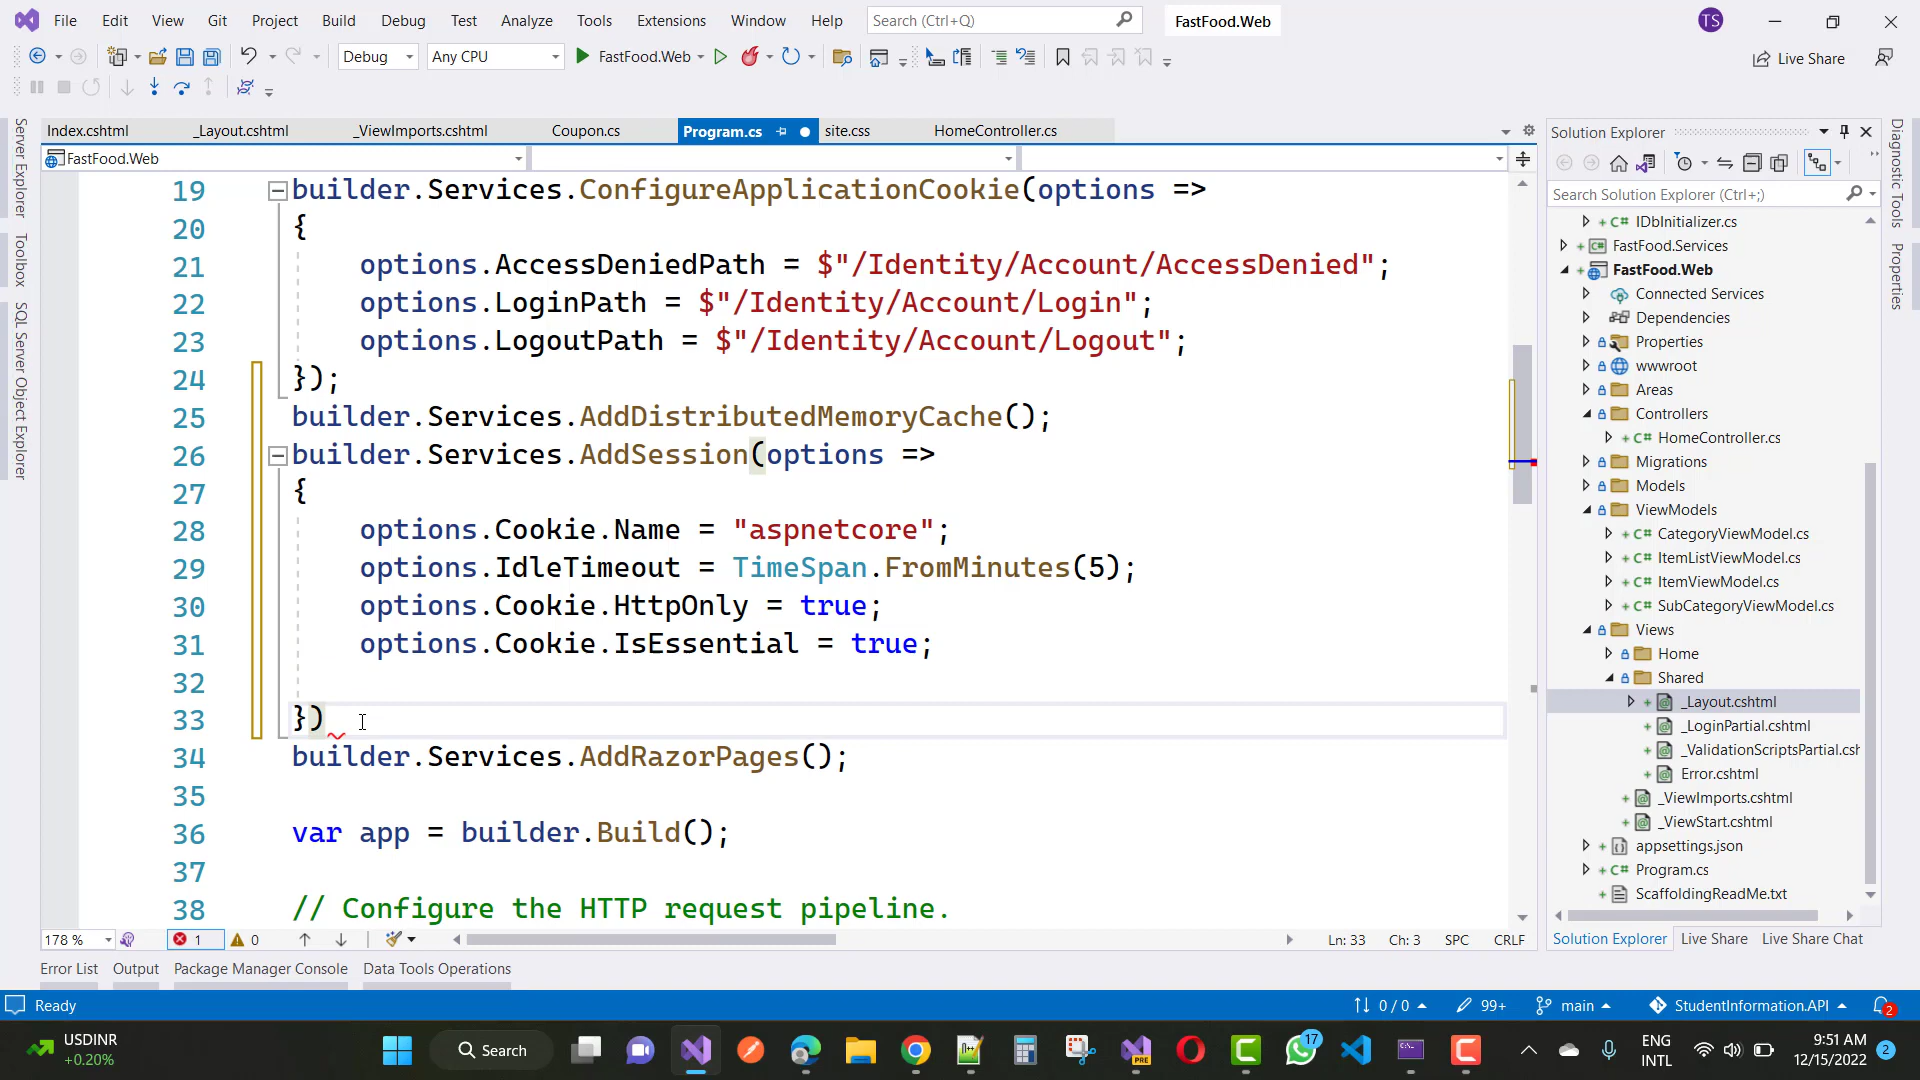 File Edit View Git Project Build Debug Test Analyze Tools Extensions Window Help Search (Ctrl+Q) FastFood.Web TS
Debug Any CPU FastFood.Web Live Share
Index.cshtml _Layout.cshtml _ViewImports.cshtml Coupon.cs Program.cs site.css HomeController.cs
FastFood.Web
19 builder.Services.ConfigureApplicationCookie(options =>
20 {
21 options.AccessDeniedPath = $"/Identity/Account/AccessDenied";
22 options.LoginPath = $"/Identity/Account/Login";
23 options.LogoutPath = $"/Identity/Account/Logout";
24 });
25 builder.Services.AddDistributedMemoryCache();
26 builder.Services.AddSession(options =>
27 {
28 options.Cookie.Name = "aspnetcore";
29 options.IdleTimeout = TimeSpan.FromMinutes(5);
30 options.Cookie.HttpOnly = true;
31 options.Cookie.IsEssential = true;
32
33 })
34 builder.Services.AddRazorPages();
35
36 var app = builder.Build();
37
38 // Configure the HTTP request pipeline.
178 % 1 0 Ln: 33 Ch: 3 SPC CRLF
Server Explorer
Toolbox
SQL Server Object Explorer
Solution Explorer
Search Solution Explorer (Ctrl+;)
IDbInitializer.cs
FastFood.Services
FastFood.Web
Connected Services
Dependencies
Properties
wwwroot
Areas
Controllers
HomeController.cs
Migrations
Models
ViewModels
CategoryViewModel.cs
ItemListViewModel.cs
ItemViewModel.cs
SubCategoryViewModel.cs
Views
Home
Shared
_Layout.cshtml
_LoginPartial.cshtml
_ValidationScriptsPartial.csh
Error.cshtml
_ViewImports.cshtml
_ViewStart.cshtml
appsettings.json
Program.cs
ScaffoldingReadMe.txt
Solution Explorer Live Share Live Share Chat
Diagnostic Tools
Properties
Error List Output Package Manager Console Data Tools Operations
Ready 0 / 0 99+ main StudentInformation.API 2
USDINR
+0.20%
Search
17
PRE
ENG
INTL
9:51 AM
12/15/2022
2